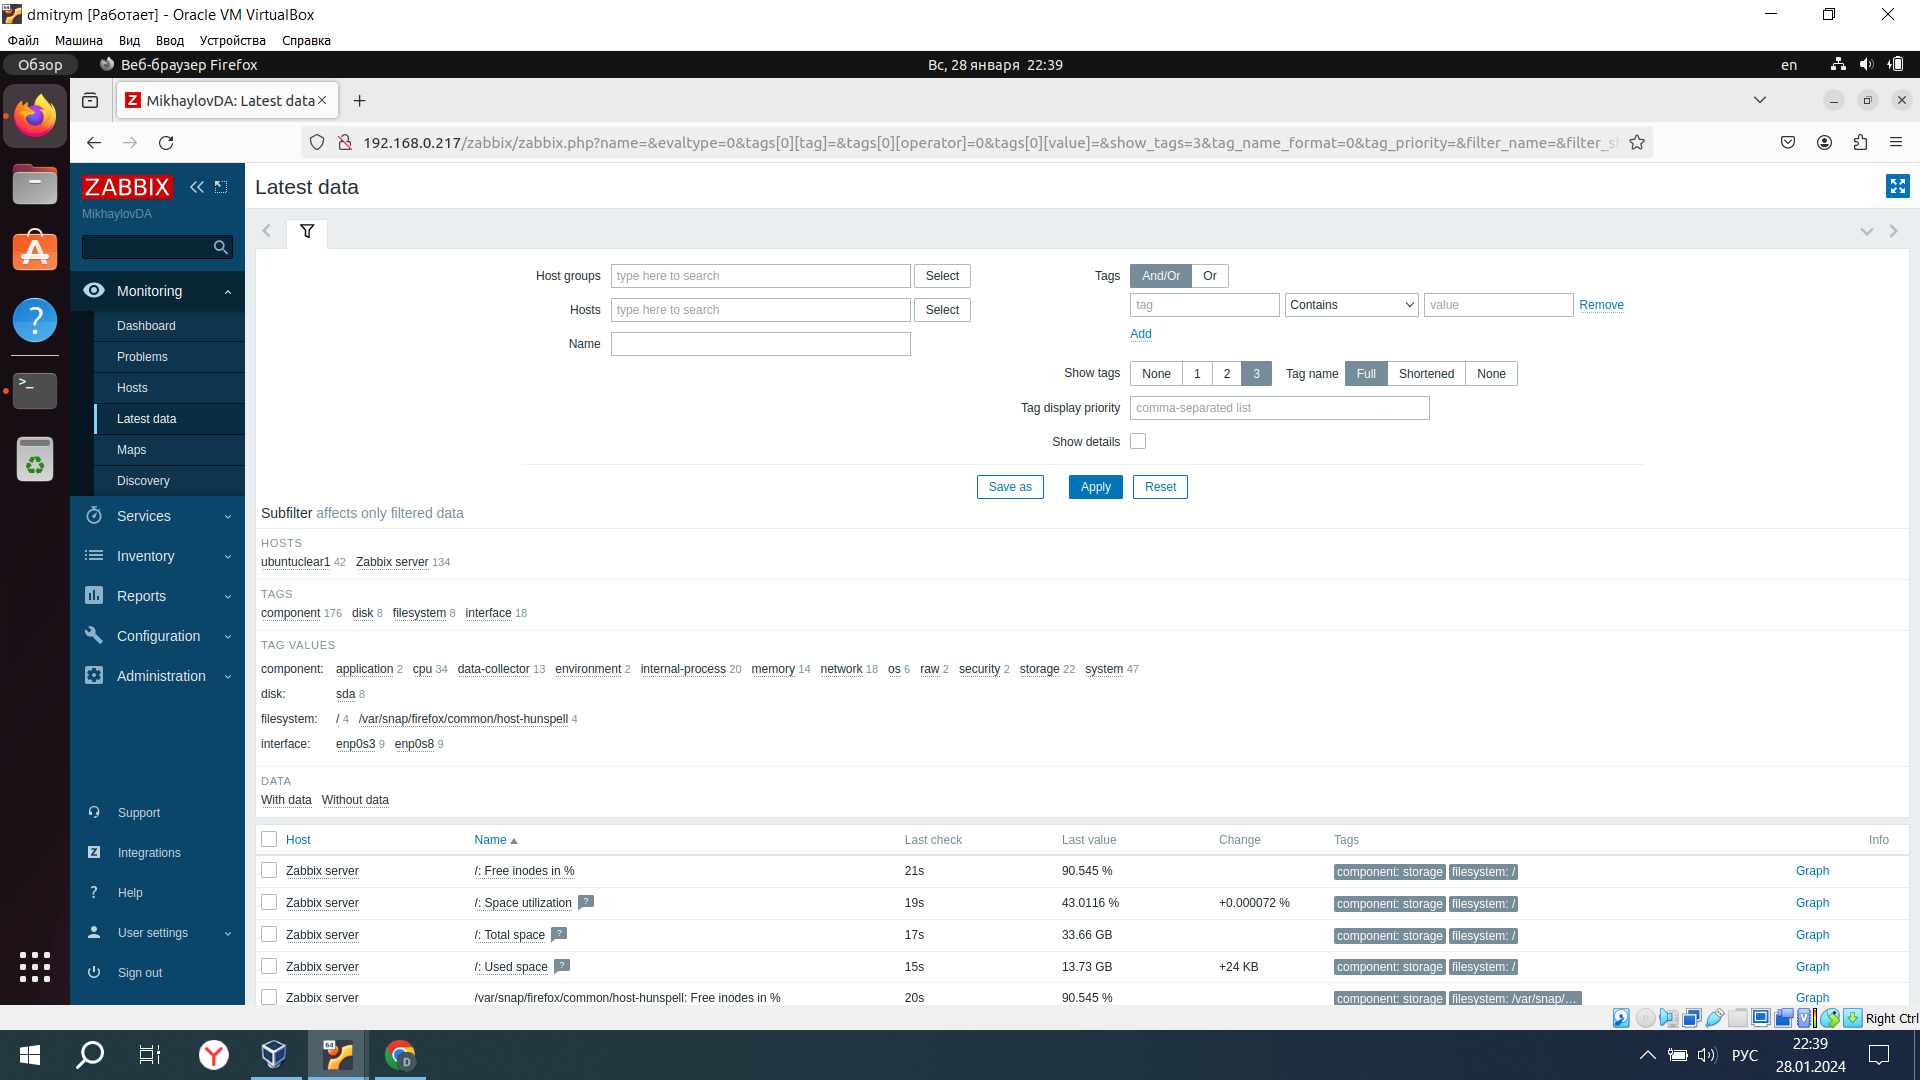 dmitrym [Работает] - Oracle VM VirtualBox
Файл Машина Вид Ввод Устройства Справка
Обзор Веб-браузер Firefox Вс, 28 января 22:39 en
MikhaylovDA: Latest data
192.168.0.217/zabbix/zabbix.php?name=&evaltype=0&tags[0][tag]=&tags[0][operator]=0&tags[0][value]=&show_tags=3&tag_name_format=0&tag_priority=&filter_name=&filter_sh
ZABBIX
MikhaylovDA
Monitoring
Dashboard
Problems
Hosts
Latest data
Maps
Discovery
Services
Inventory
Reports
Configuration
Administration
Support
Integrations
Help
User settings
Sign out
Latest data
Host groups type here to search Select
Hosts type here to search Select
Name
Tags And/Or Or
tag Contains value Remove
Add
Show tags None 1 2 3 Tag name Full Shortened None
Tag display priority comma-separated list
Show details
Save as Apply Reset
Subfilter affects only filtered data
HOSTS
ubuntuclear1 42 Zabbix server 134
TAGS
component 176 disk 8 filesystem 8 interface 18
TAG VALUES
component: application 2 cpu 34 data-collector 13 environment 2 internal-process 20 memory 14 network 18 os 6 raw 2 security 2 storage 22 system 47
disk: sda 8
filesystem: / 4 /var/snap/firefox/common/host-hunspell 4
interface: enp0s3 9 enp0s8 9
DATA
With data Without data
Host Name Last check Last value Change Tags Info
Zabbix server /: Free inodes in % 21s 90.545 % component: storage filesystem: / Graph
Zabbix server /: Space utilization ? 19s 43.0116 % +0.000072 % component: storage filesystem: / Graph
Zabbix server /: Total space ? 17s 33.66 GB component: storage filesystem: / Graph
Zabbix server /: Used space ? 15s 13.73 GB +24 KB component: storage filesystem: / Graph
Zabbix server /var/snap/firefox/common/host-hunspell: Free inodes in % 20s 90.545 % component: storage filesystem: /var/snap/... Graph
Right Ctrl
64 D РУС 22:39
28.01.2024